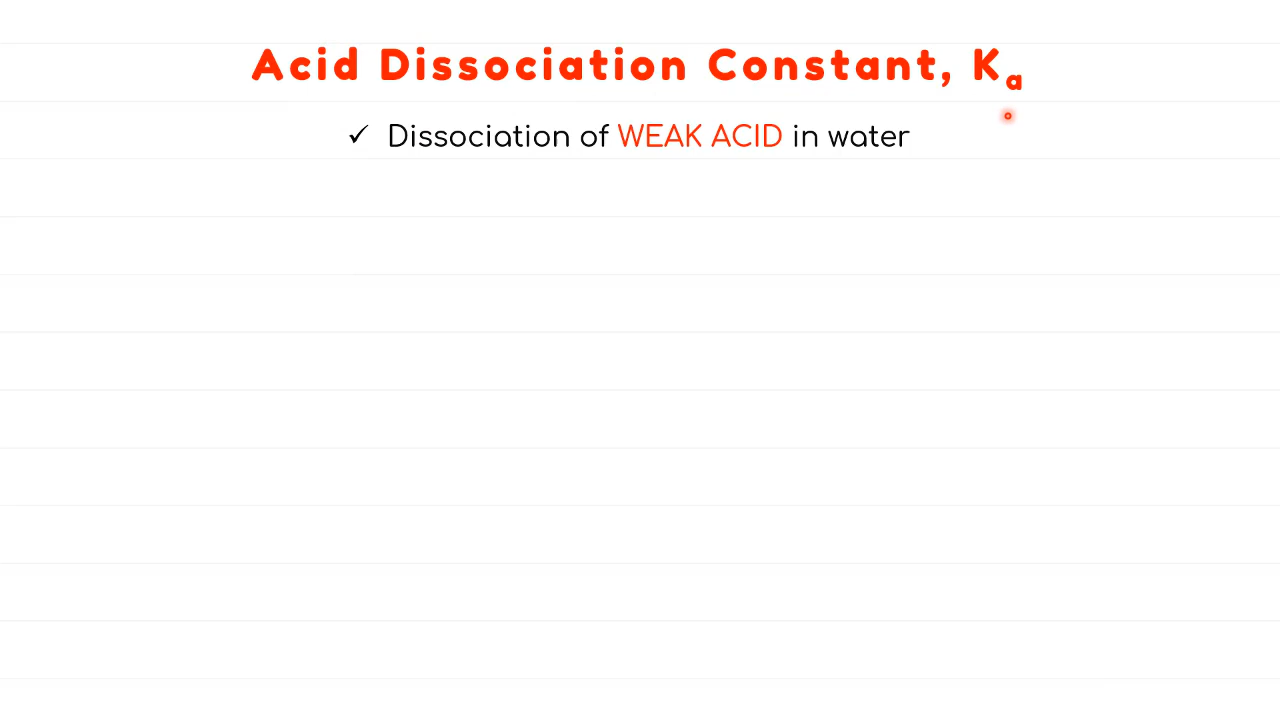 Acid Dissociation Constant, Kₐ
✓ Dissociation of WEAK ACID in water